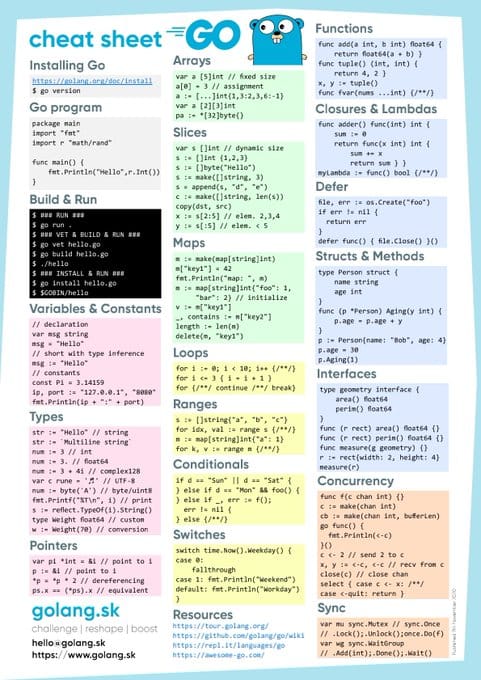 cheat sheet GO
Installing Go
https://golang.org/doc/install
$ go version
Go program
package main
import "fmt"
import r "math/rand"
func main() {
fmt.Println("Hello",r.Int())
}
Build & Run
$ ### RUN ###
$ go run .
$ ### VET & BUILD & RUN ###
$ go vet hello.go
$ go build hello.go
$ ./hello
$ ### INSTALL & RUN ###
$ go install hello.go
$ $GOBIN/hello
Variables & Constants
// declaration
var msg string
msg = "Hello"
// short with type inference
msg := "Hello"
// constants
const Pi = 3.14159
ip, port := "127.0.0.1", "8080"
fmt.Println(ip + ":" + port)
Types
str := "Hello" // string
str := `Multiline string`
num := 3 // int
num := 3. // float64
num := 3 + 4i // complex128
var c rune = '♬' // UTF-8
num := byte('A') // byte/uint8
fmt.Printf("%T\n", i) // print
s := reflect.TypeOf(i).String()
type Weight float64 // custom
w := Weight(70) // conversion
Pointers
var pi *int = &i // point to i
p := &i // point to i
*p = *p * 2 // dereferencing
ps.x == (*ps).x // equivalent
golang.sk
challenge | reshape | boost
hello@golang.sk
https://www.golang.sk
Arrays
var a [5]int // fixed size
a[0] = 3 // assignment
a := [...]int{1,3:2,3,6:-1}
var a [2][3]int
pa := *[32]byte{}
Slices
var s []int // dynamic size
s := []int {1,2,3}
s := []byte("Hello")
s := make([]string, 3)
s = append(s, "d", "e")
c := make([]string, len(s))
copy(dst, src)
x := s[2:5] // elem. 2,3,4
y = s[:5] // elem. < 5
Maps
m := make(map[string]int)
m["key1"] = 42
fmt.Println("map: ", m)
m := map[string]int{"foo": 1,
"bar": 2} // initialize
v := m["key1"]
_, contains := m["key2"]
length := len(m)
delete(m, "key1")
Loops
for i := 0; i < 10; i++ {/**/}
for i <= 3 { i = i + 1 }
for {/**/ continue /**/ break}
Ranges
s := []string{"a", "b", "c"}
for idx, val := range s {/**/}
m := map[string]int{"a": 1}
for k, v := range m {/**/}
Conditionals
if d == "Sun" || d == "Sat" {
} else if d == "Mon" && foo() {
} else if _, err := f();
err != nil {
} else {/**/}
Switches
switch time.Now().Weekday() {
case 0:
fallthrough
case 1: fmt.Println("Weekend")
default: fmt.Println("Workday")
}
Resources
https://tour.golang.org/
https://github.com/golang/go/wiki
https://repl.it/languages/go
https://awesome-go.com/
Functions
func add(a int, b int) float64 {
return float64(a + b) }
func tuple() (int, int) {
return 4, 2 }
x, y := tuple()
func fvar(nums ...int) {/**/}
Closures & Lambdas
func adder() func(int) int {
sum := 0
return func(x int) int {
sum += x
return sum } }
myLambda := func() bool {/**/}
Defer
file, err := os.Create("foo")
if err != nil {
return err
}
defer func() { file.Close() }()
Structs & Methods
type Person struct {
name string
age int
}
func (p *Person) Aging(y int) {
p.age = p.age + y
}
p := Person{name: "Bob", age: 4}
p.age = 30
p.Aging(1)
Interfaces
type geometry interface {
area() float64
perim() float64
}
func (r rect) area() float64 {}
func (r rect) perim() float64 {}
func measure(g geometry) {}
r := rect{width: 2, height: 4}
measure(r)
Concurrency
func f(c chan int) {}
c := make(chan int)
cb := make(chan int, bufferlen)
go func() {
fmt.Println(<-c)
}()
c <- 2 // send 2 to c
x, y := <-c, <-c // recv from c
close(c) // close chan
select { case c <- x: /**/
case <-quit: return }
Sync
var mu sync.Mutex // sync.Once
// .Lock();.Unlock();once.Do(f)
var wg sync.WaitGroup
// .Add(int);.Done();.Wait()